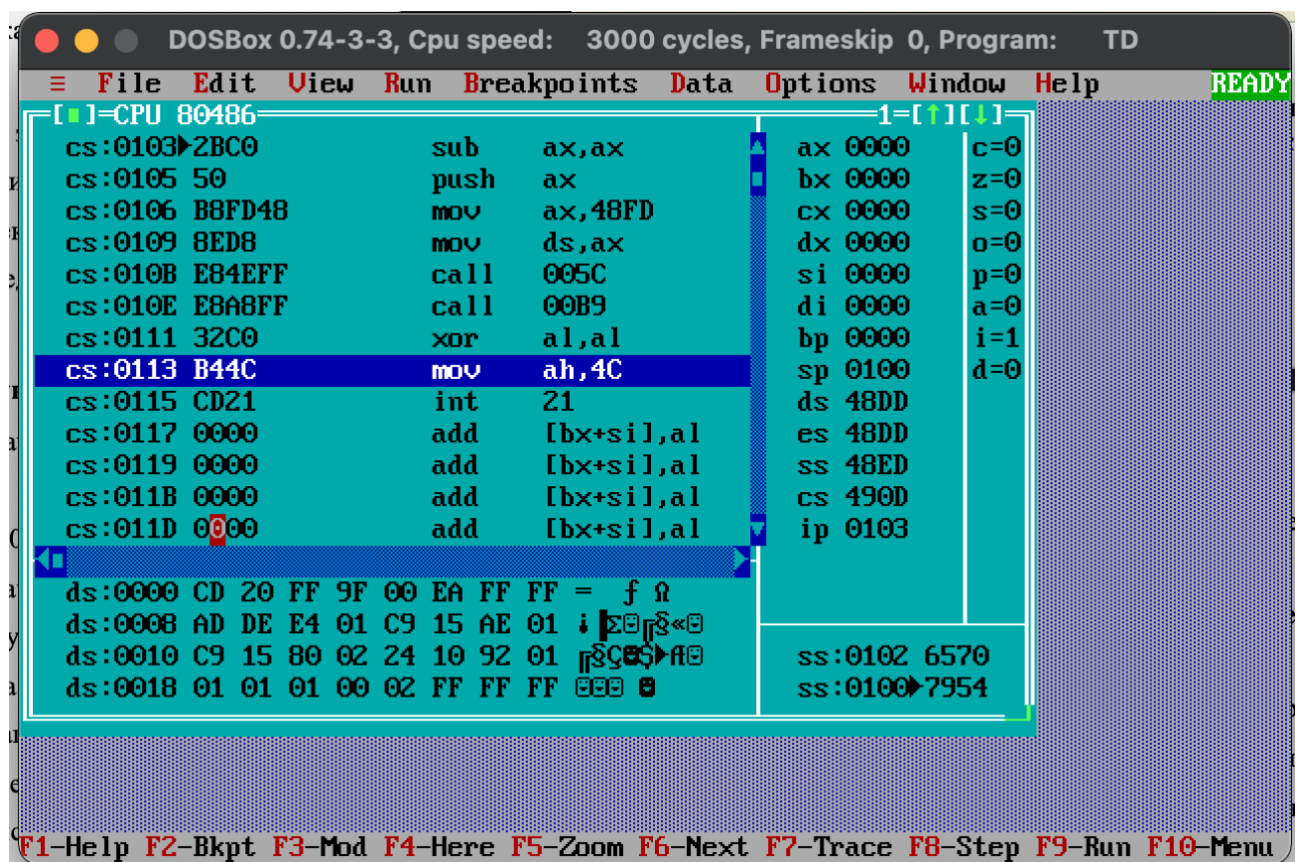 DOSBox 0.74-3-3, Cpu speed: 3000 cycles, Frameskip 0, Program: TD
≡ File Edit View Run Breakpoints Data Options Window Help READY
[■]=CPU 80486 1=[↑][↓]
cs:0103►2BC0 sub ax,ax ax 0000 c=0
cs:0105 50 push ax bx 0000 z=0
cs:0106 B8FD48 mov ax,48FD cx 0000 s=0
cs:0109 8ED8 mov ds,ax dx 0000 o=0
cs:010B E84EFF call 005C si 0000 p=0
cs:010E E8A8FF call 00B9 di 0000 a=0
cs:0111 32C0 xor al,al bp 0000 i=1
cs:0113 B44C mov ah,4C sp 0100 d=0
cs:0115 CD21 int 21 ds 48DD
cs:0117 0000 add [bx+si],al es 48DD
cs:0119 0000 add [bx+si],al ss 48ED
cs:011B 0000 add [bx+si],al cs 490D
cs:011D 0000 add [bx+si],al ip 0103
ds:0000 CD 20 FF 9F 00 EA FF FF = ƒ Ω
ds:0008 AD DE E4 01 C9 15 AE 01 ¡▐Σ☺╔§«☺
ds:0010 C9 15 80 02 24 10 92 01 ╔§Ç☻$►Æ☺ ss:0102 6570
ds:0018 01 01 01 00 02 FF FF FF ☺☺☺ ☻ ss:0100►7954
F1-Help F2-Bkpt F3-Mod F4-Here F5-Zoom F6-Next F7-Trace F8-Step F9-Run F10-Menu